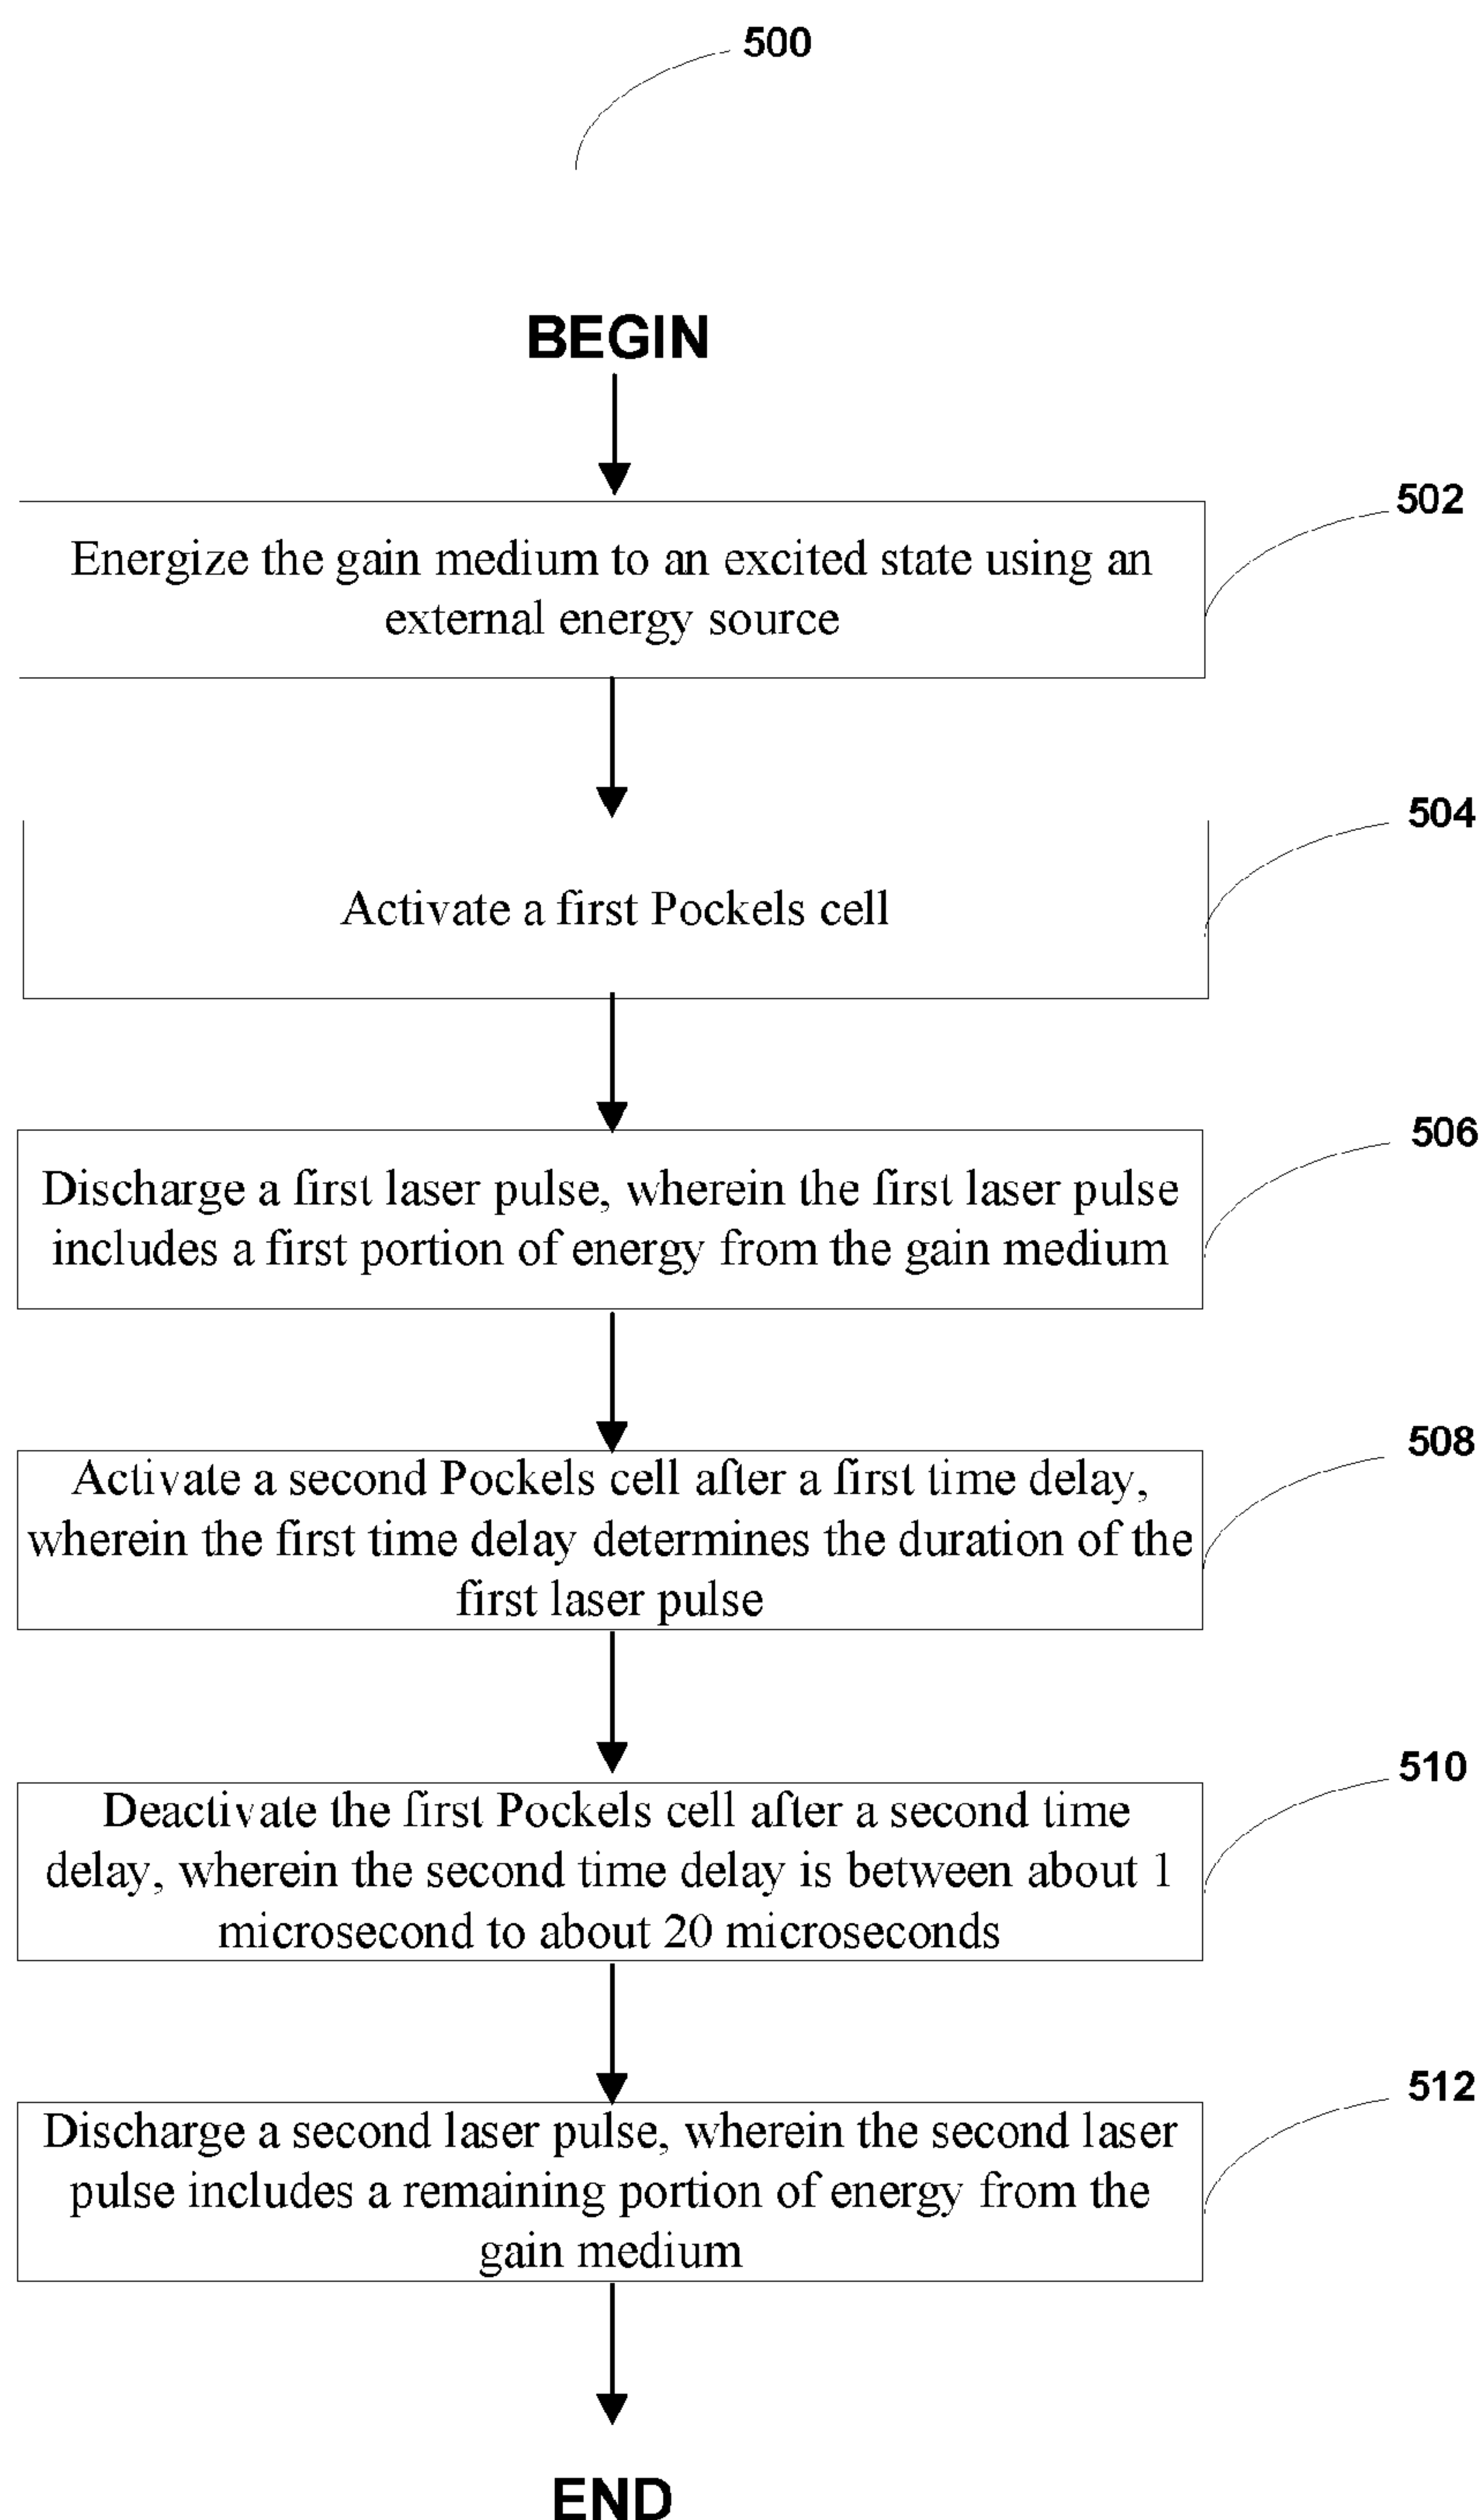 500
BEGIN
502
Energize the gain medium to an excited state using an
external energy source
504
Activate a first Pockels cell
506
Discharge a first laser pulse, wherein the first laser pulse
includes a first portion of energy from the gain medium
508
Activate a second Pockels cell after a first time delay,
wherein the first time delay determines the duration of the
first laser pulse
510
Deactivate the first Pockels cell after a second time
delay, wherein the second time delay is between about 1
microsecond to about 20 microseconds
512
Discharge a second laser pulse, wherein the second laser
pulse includes a remaining portion of energy from the
gain medium
END